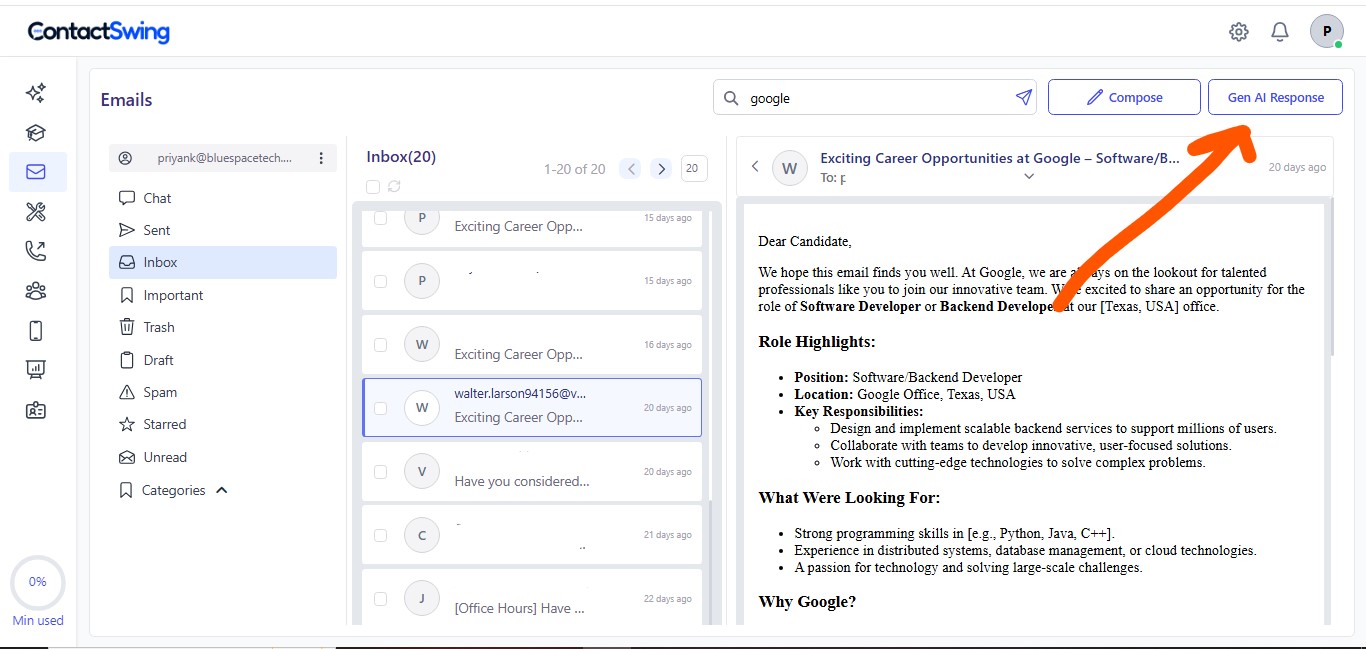 ContactSwing
P
Emails
google
Compose
Gen AI Response
priyank@bluespacetech....
Chat
Sent
Inbox
Important
Trash
Draft
Spam
Starred
Unread
Categories
0%
Min used
Inbox(20)
1-20 of 20
20
P
Exciting Career Opp...
15 days ago
P
15 days ago
W
Exciting Career Opp...
16 days ago
W
walter.larson94156@v...
Exciting Career Opp...
20 days ago
V
Have you considered...
20 days ago
C
21 days ago
J
[Office Hours] Have ...
22 days ago
W
Exciting Career Opportunities at Google – Software/B...
To:
20 days ago
Dear Candidate,
We hope this email finds you well. At Google, we are always on the lookout for talented
professionals like you to join our innovative team. We're excited to share an opportunity for the
role of Software Developer or Backend Developer at our [Texas, USA] office.
Role Highlights:
• Position: Software/Backend Developer
• Location: Google Office, Texas, USA
• Key Responsibilities:
◦ Design and implement scalable backend services to support millions of users.
◦ Collaborate with teams to develop innovative, user-focused solutions.
◦ Work with cutting-edge technologies to solve complex problems.
What Were Looking For:
• Strong programming skills in [e.g., Python, Java, C++].
• Experience in distributed systems, database management, or cloud technologies.
• A passion for technology and solving large-scale challenges.
Why Google?